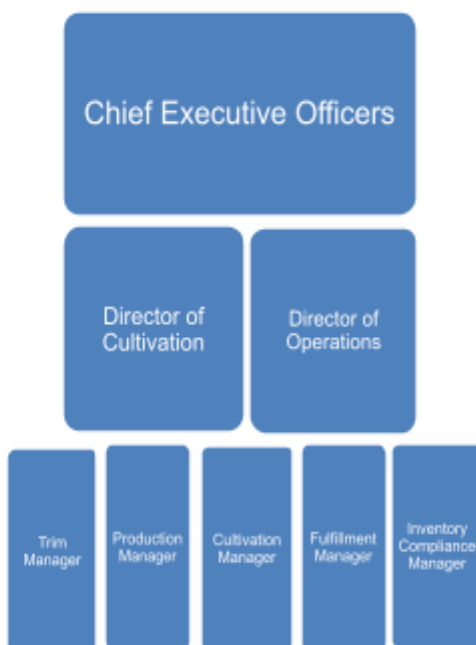 Chief Executive Officers
Director of
Cultivation
Director of
Operations
Trim
Manager
Production
Manager
Cultivation
Manager
Fulfillment
Manager
Inventory
Compliance
Manager